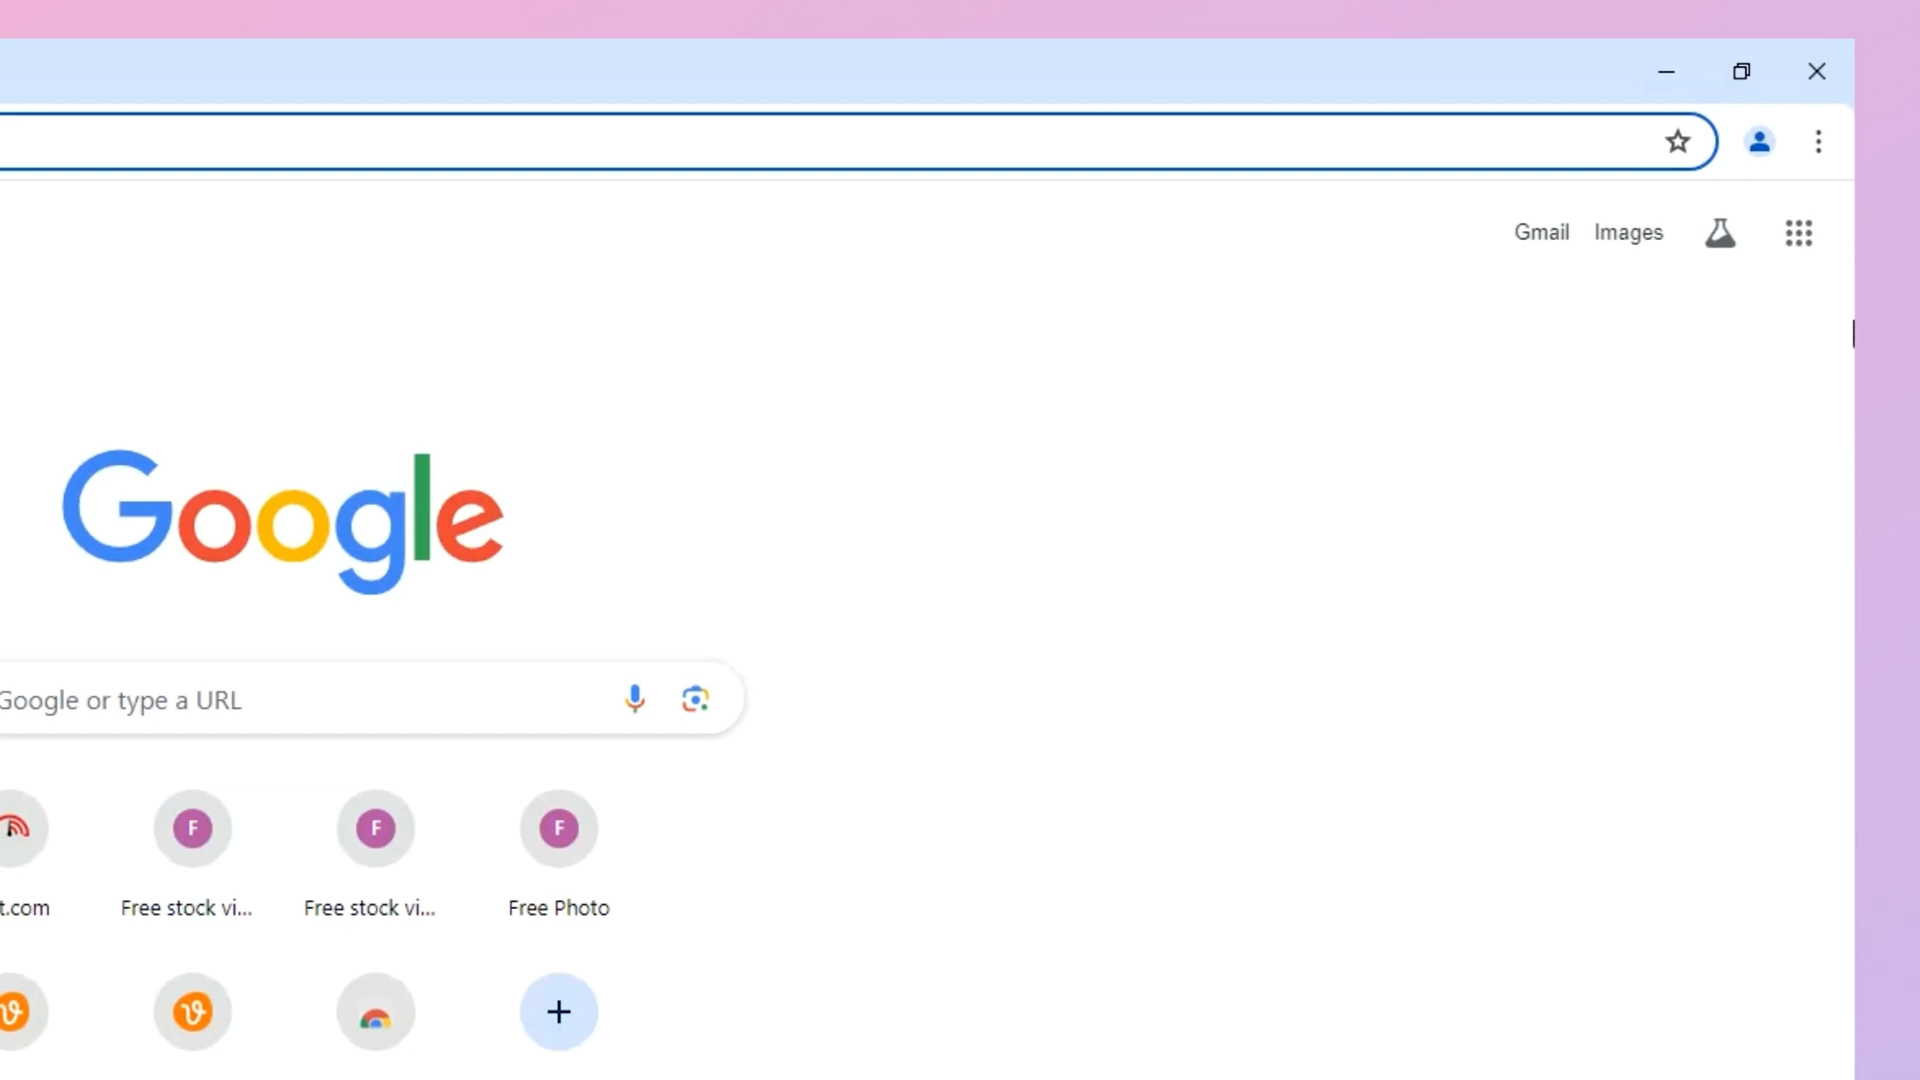 Gmail Images
Google
Google or type a URL
F F F
t.com Free stock vi... Free stock vi... Free Photo